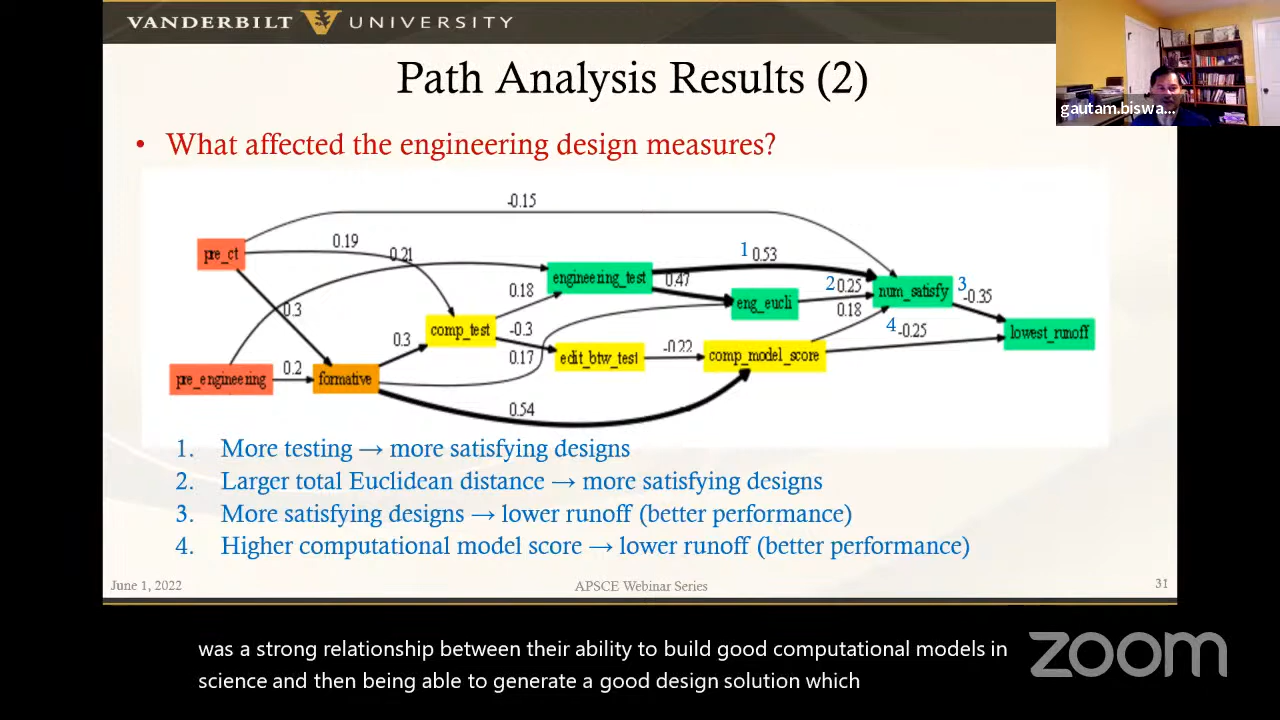 VANDERBILT UNIVERSITY
gautam.biswa...
Path Analysis Results (2)
• What affected the engineering design measures?
-0.15
pre_ct
0.19
0.21
engineering_test
1 0.53
0.47
2 0.25
num_satisfy
3
-0.35
0.3
0.18
eng_eucli
0.18
comp_test
0.3
-0.3
4 -0.25
lowest_runoff
0.17
edit_btw_test
-0.22
comp_model_score
pre_engineering
0.2
formative
0.54
1. More testing → more satisfying designs
2. Larger total Euclidean distance → more satisfying designs
3. More satisfying designs → lower runoff (better performance)
4. Higher computational model score → lower runoff (better performance)
June 1, 2022
APSCE Webinar Series
31
was a strong relationship between their ability to build good computational models in
science and then being able to generate a good design solution which
zoom